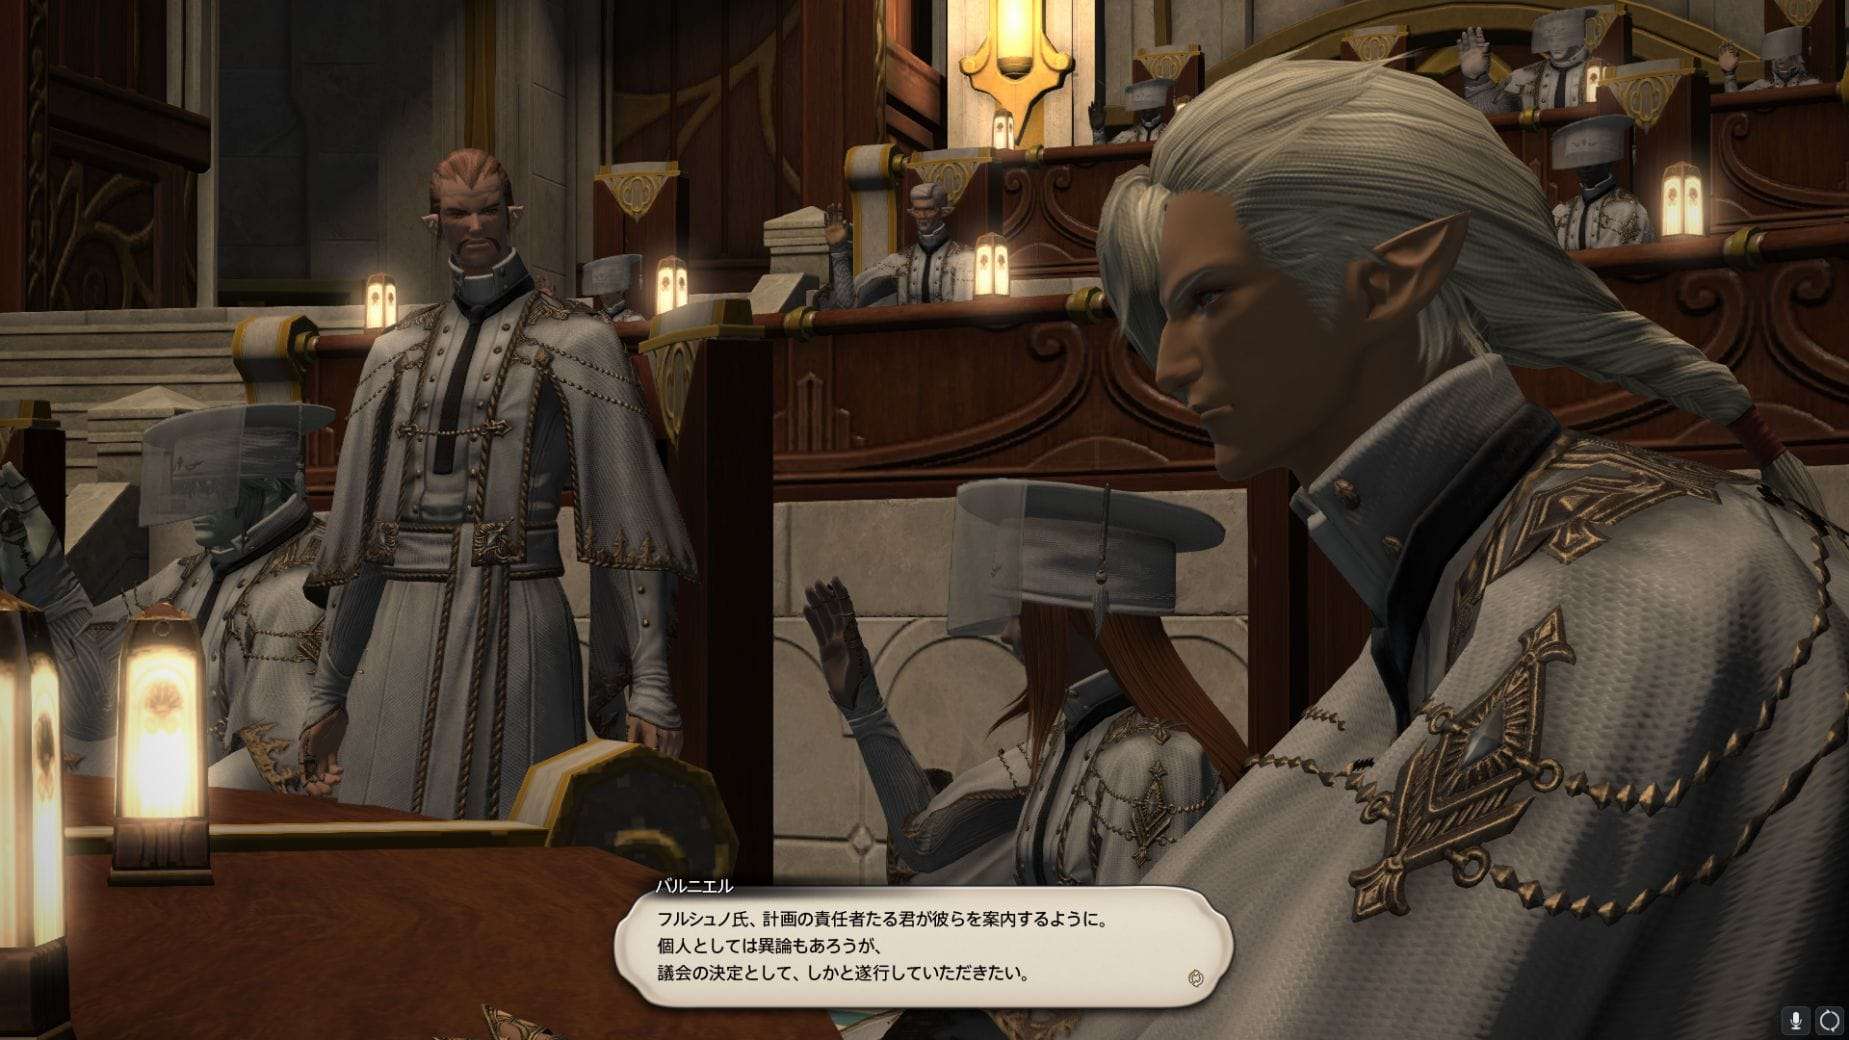 バルニエル
フルシュノ氏、計画の責任者たる君が彼らを案内するように。
個人としては異論もあろうが、
議会の決定として、しかと遂行していただきたい。